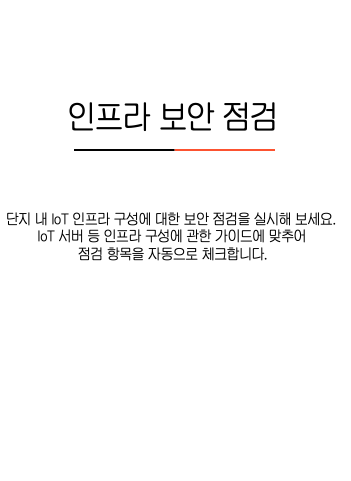 인프라 보안 점검
단지 내 IoT 인프라 구성에 대한 보안 점검을 실시해 보세요.
IoT 서버 등 인프라 구성에 관한 가이드에 맞추어
점검 항목을 자동으로 체크합니다.